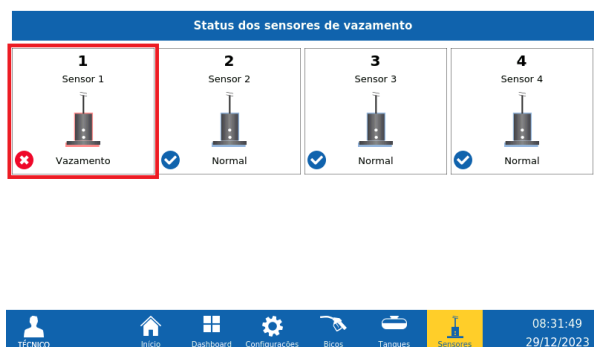 Status dos sensores de vazamento
1
Sensor 1
Vazamento
2
Sensor 2
Normal
3
Sensor 3
Normal
4
Sensor 4
Normal
TÉCNICO
Início
Dashboard
Configurações
Bicos
Tanques
Sensores
08:31:49
29/12/2023